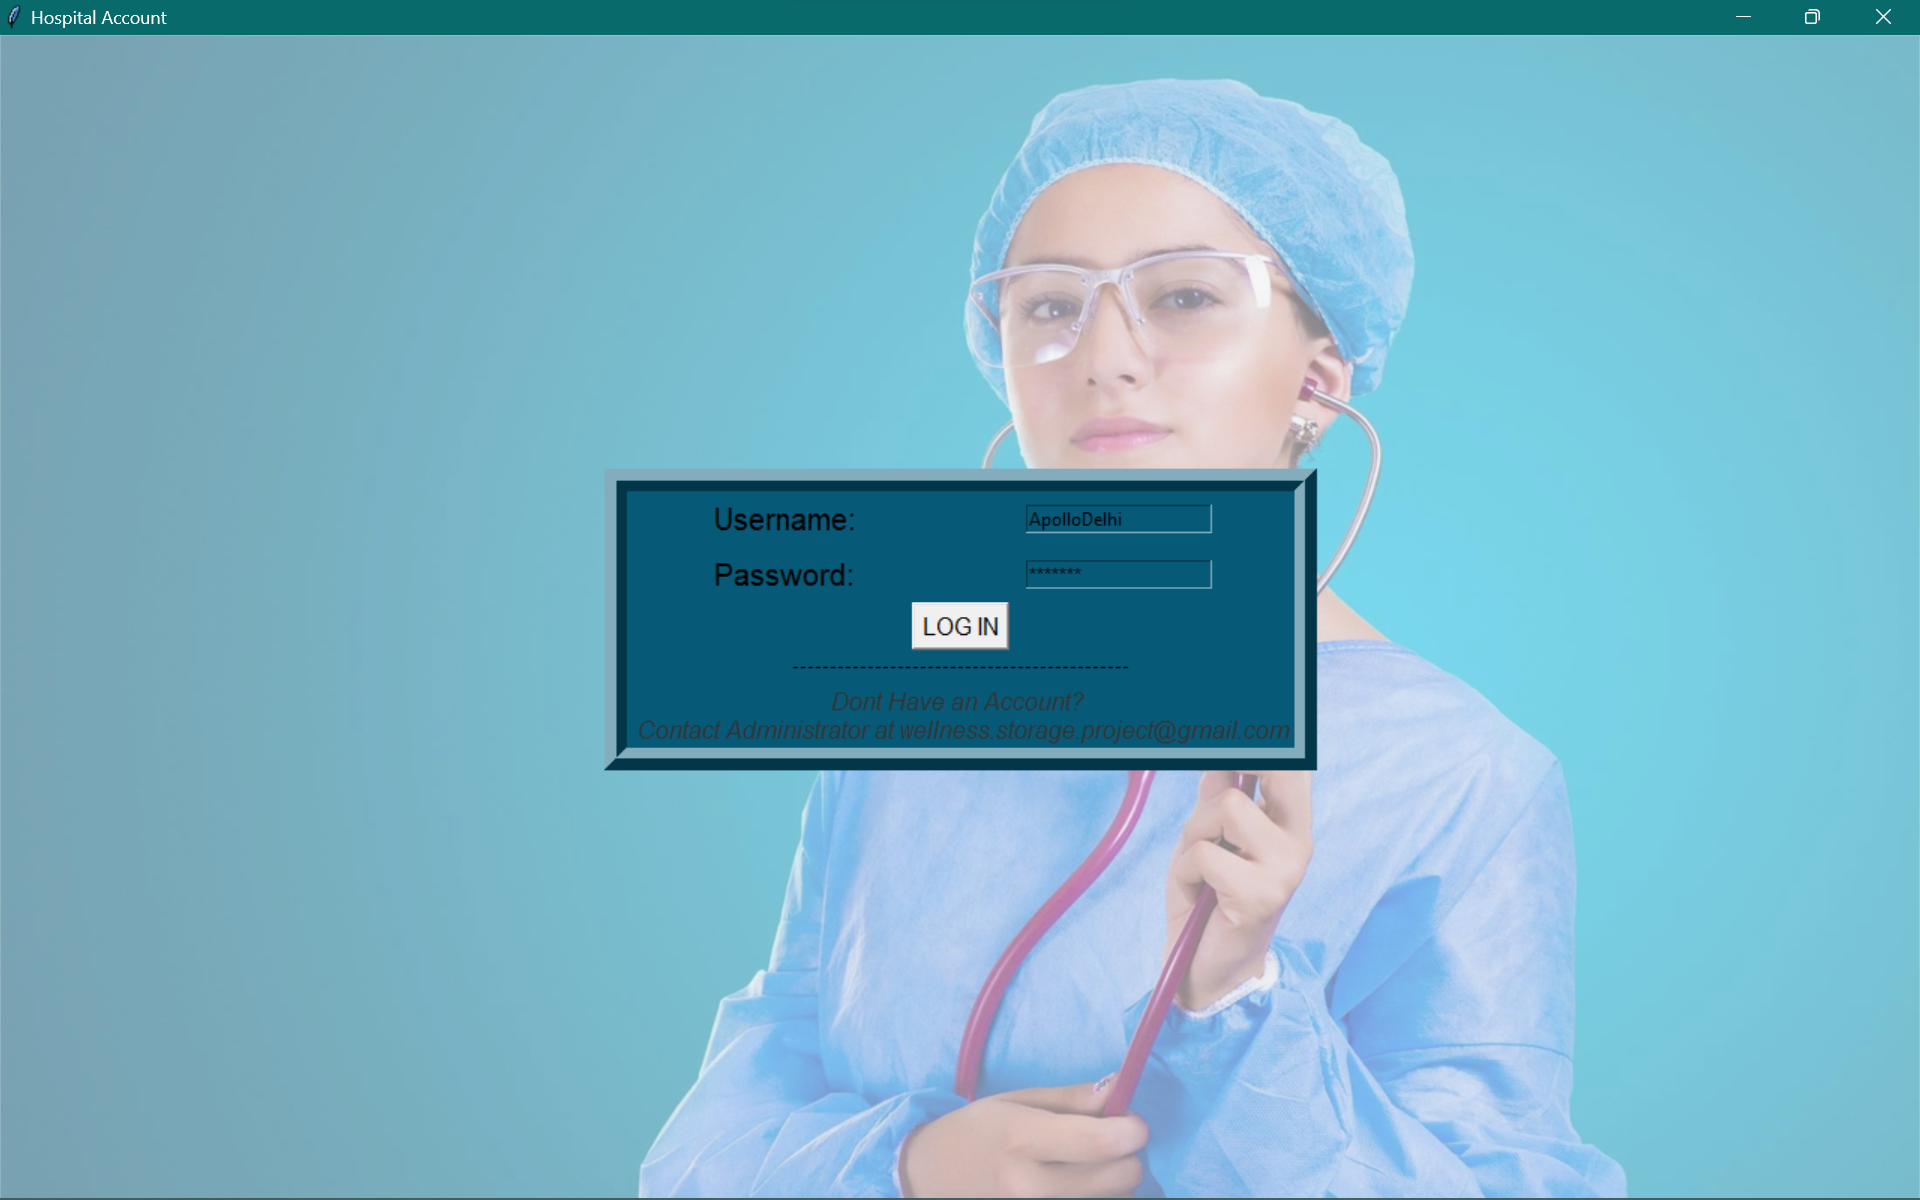 Hospital Account
Username: ApolloDelhi
Password: *******
LOG IN
---------------------------------------------
Dont Have an Account?
Contact Administrator at wellness.storage.project@gmail.com